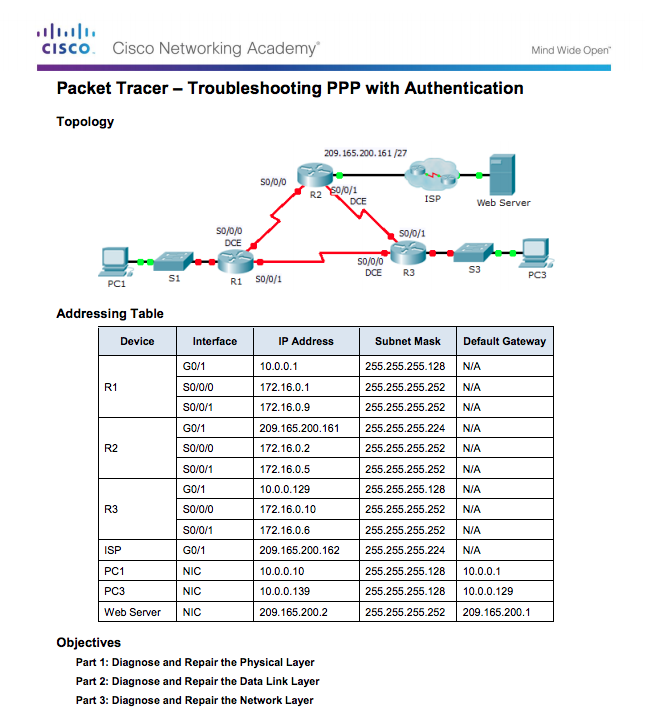 CISCO. Cisco Networking Academy® Mind Wide Open™
Packet Tracer – Troubleshooting PPP with Authentication
Topology
209.165.200.161 /27
S0/0/0
R2
S0/0/1
DCE
ISP
Web Server
S0/0/0
DCE
S0/0/1
PC1
S1
R1
S0/0/1
S0/0/0
DCE
R3
S3
PC3
Addressing Table
Device Interface IP Address Subnet Mask Default Gateway
R1 G0/1 10.0.0.1 255.255.255.128 N/A
S0/0/0 172.16.0.1 255.255.255.252 N/A
S0/0/1 172.16.0.9 255.255.255.252 N/A
R2 G0/1 209.165.200.161 255.255.255.224 N/A
S0/0/0 172.16.0.2 255.255.255.252 N/A
S0/0/1 172.16.0.5 255.255.255.252 N/A
R3 G0/1 10.0.0.129 255.255.255.128 N/A
S0/0/0 172.16.0.10 255.255.255.252 N/A
S0/0/1 172.16.0.6 255.255.255.252 N/A
ISP G0/1 209.165.200.162 255.255.255.224 N/A
PC1 NIC 10.0.0.10 255.255.255.128 10.0.0.1
PC3 NIC 10.0.0.139 255.255.255.128 10.0.0.129
Web Server NIC 209.165.200.2 255.255.255.252 209.165.200.1
Objectives
Part 1: Diagnose and Repair the Physical Layer
Part 2: Diagnose and Repair the Data Link Layer
Part 3: Diagnose and Repair the Network Layer